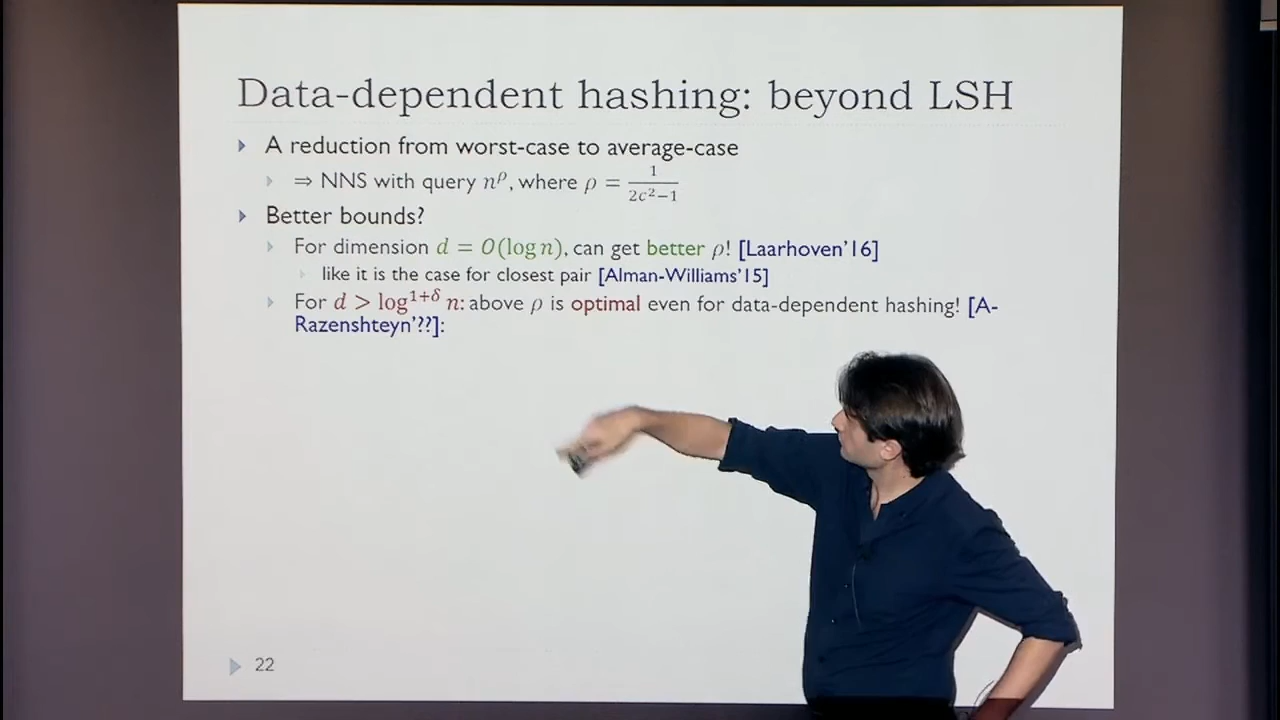 Data-dependent hashing: beyond LSH
A reduction from worst-case to average-case
⇒ NNS with query n^ρ, where ρ = 1/(2c²−1)
Better bounds?
For dimension d = O(log n), can get better ρ! [Laarhoven'16]
like it is the case for closest pair [Alman-Williams'15]
For d > log^{1+δ} n: above ρ is optimal even for data-dependent hashing! [A-
Razenshteyn'??]:
22